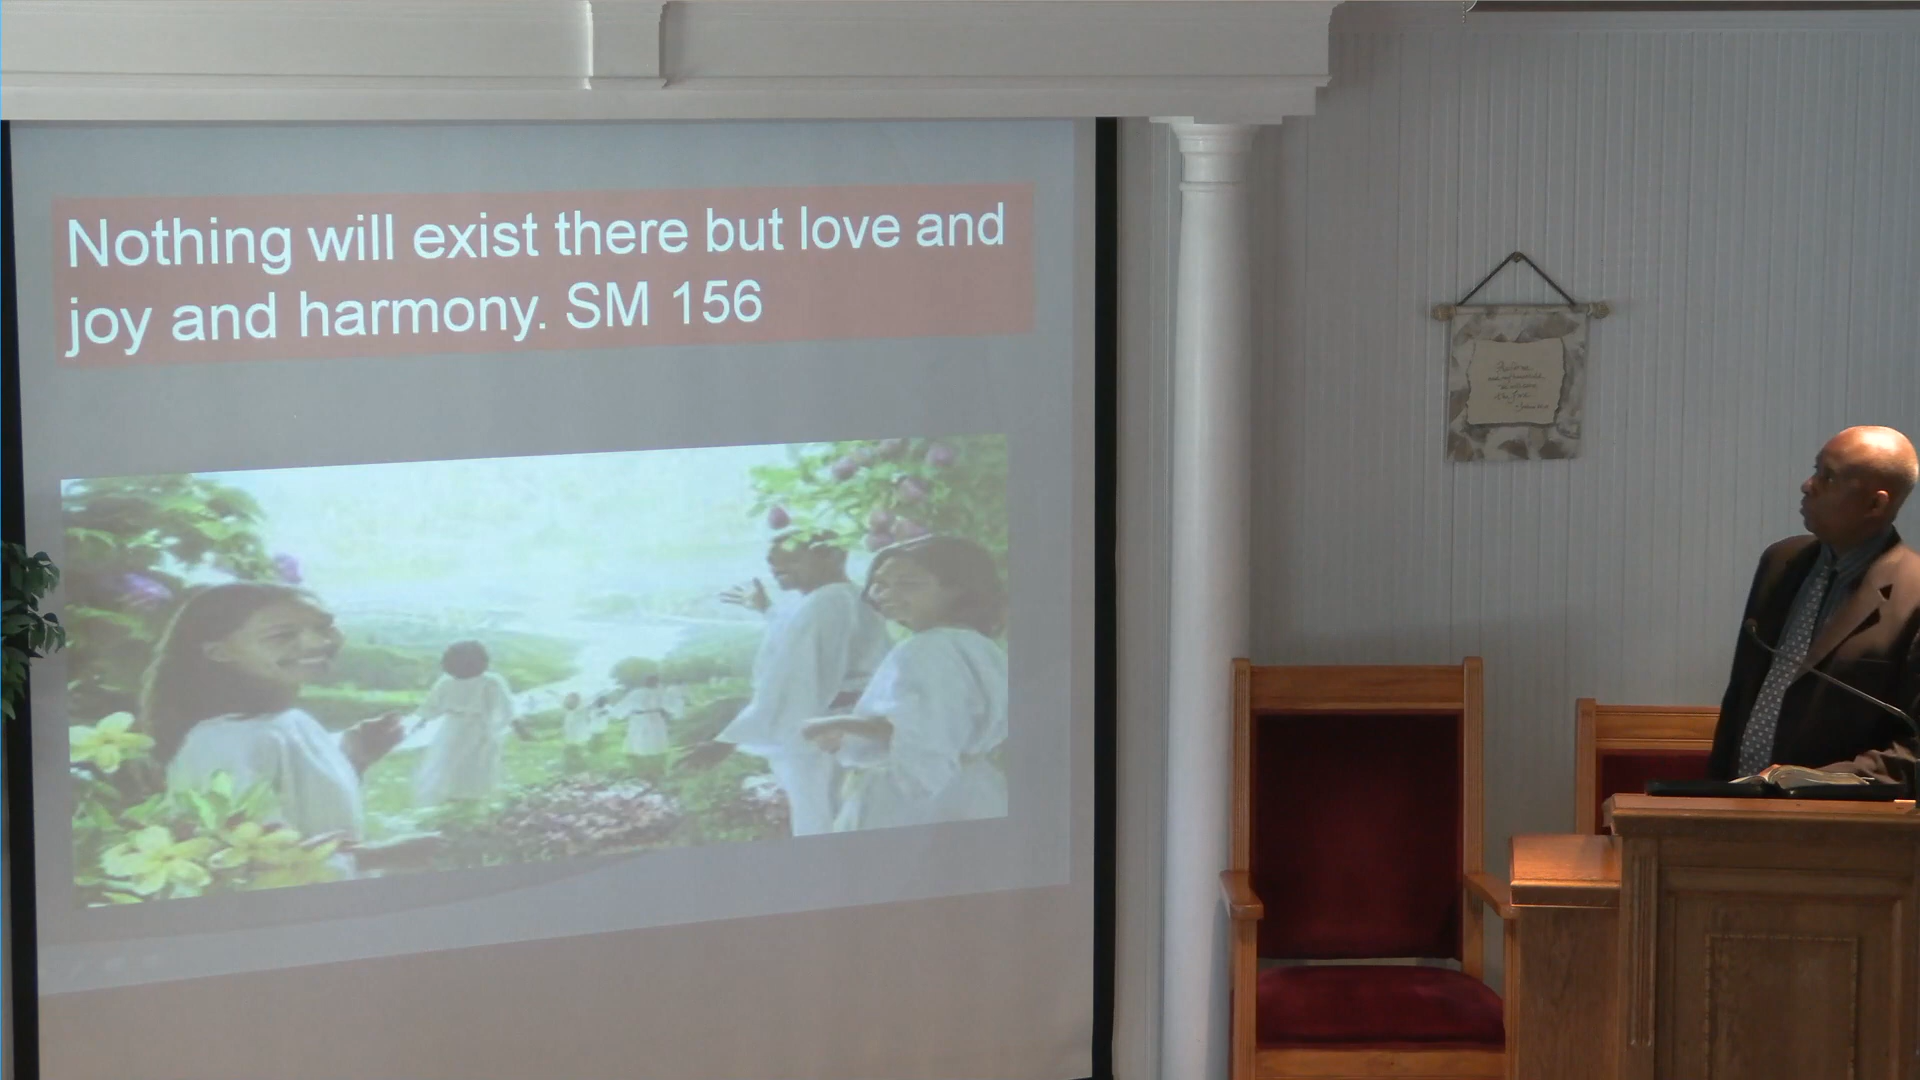 Nothing will exist there but love and
joy and harmony. SM 156